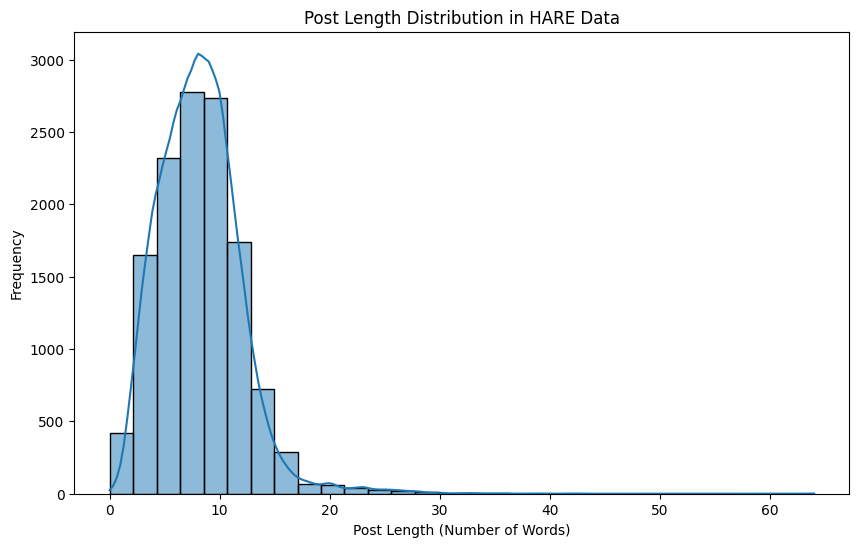 Post Length Distribution in HARE Data
3000
2500
2000
1500
1000
500
0
Frequency
0 10 20 30 40 50 60
Post Length (Number of Words)